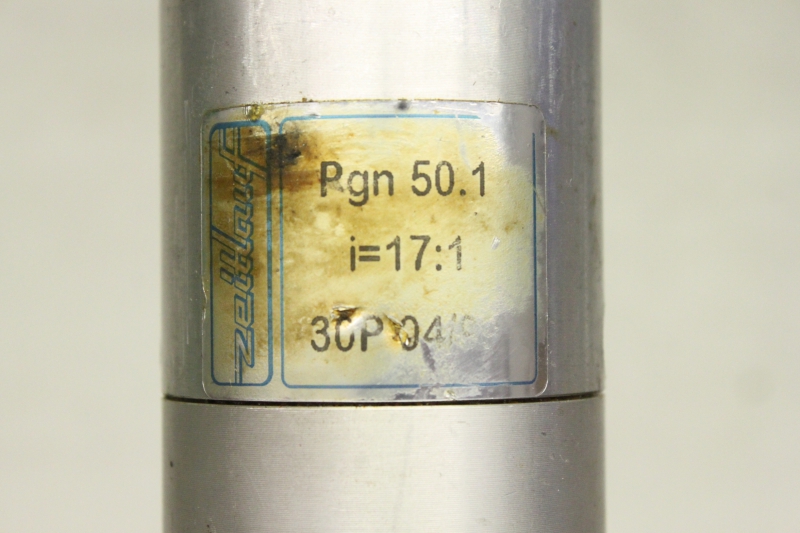 zeitlauf
Rgn 50.1
i=17:1
30P 04/